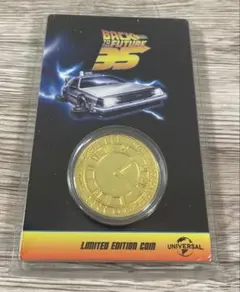 BACK
TO THE
FUTURE
35
LIMITED EDITION COIN
UNIVERSAL